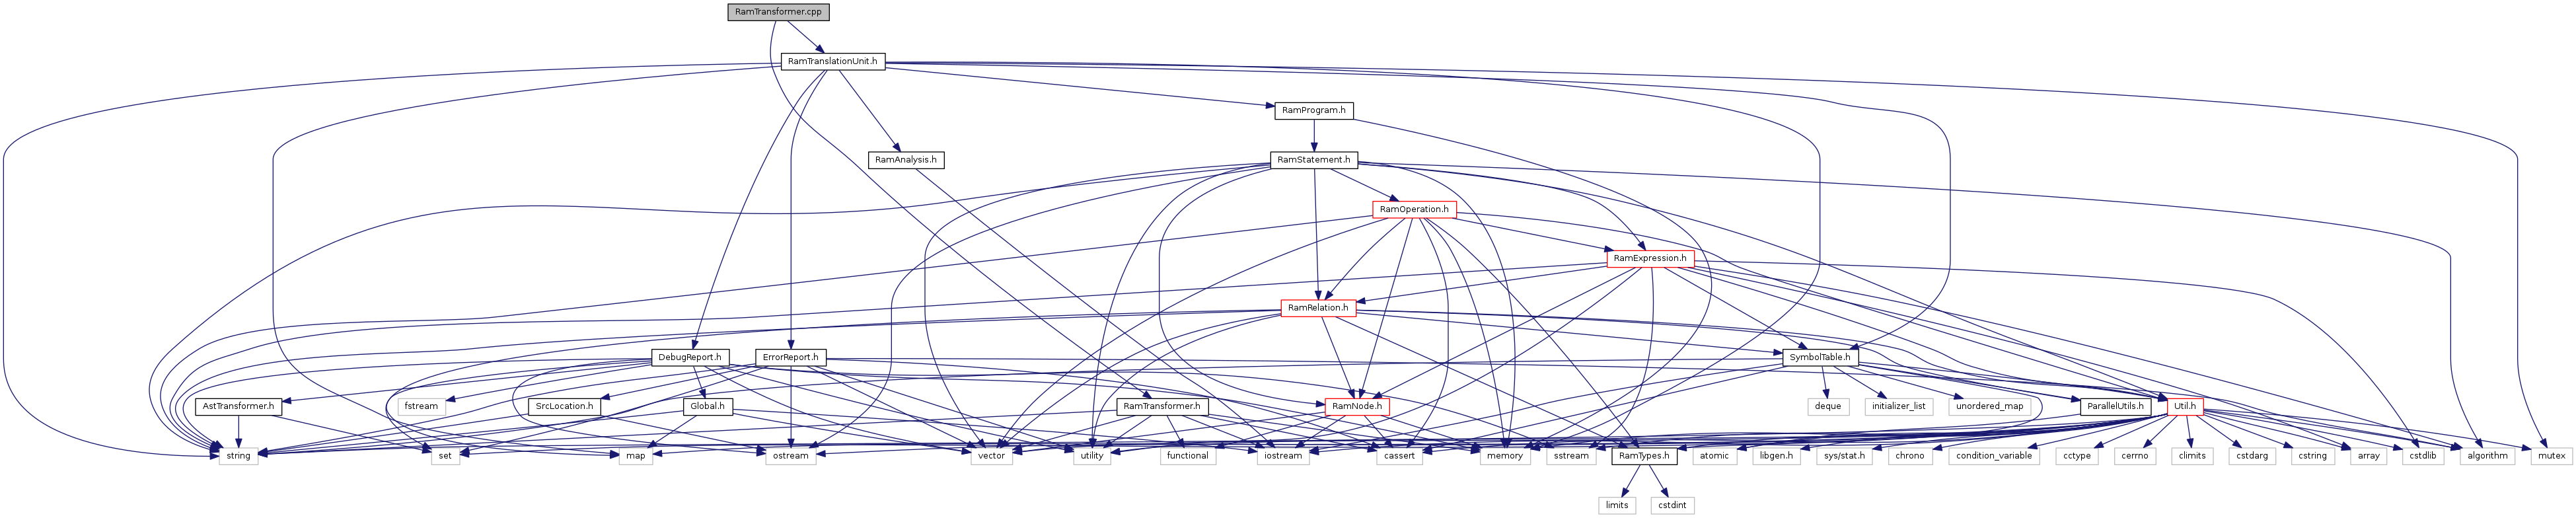 RamTransformer.cpp
RamTranslationUnit.h
RamProgram.h
RamAnalysis.h
RamStatement.h
RamOperation.h
RamExpression.h
RamRelation.h
DebugReport.h
ErrorReport.h
SymbolTable.h
AstTransformer.h
fstream
SrcLocation.h
Global.h
RamTransformer.h
RamNode.h
deque
initializer_list
unordered_map
ParallelUtils.h
Util.h
string
set
map
ostream
vector
utility
functional
iostream
cassert
memory
sstream
RamTypes.h
atomic
libgen.h
sys/stat.h
chrono
condition_variable
cctype
cerrno
climits
cstdarg
cstring
array
cstdlib
algorithm
mutex
limits
cstdint